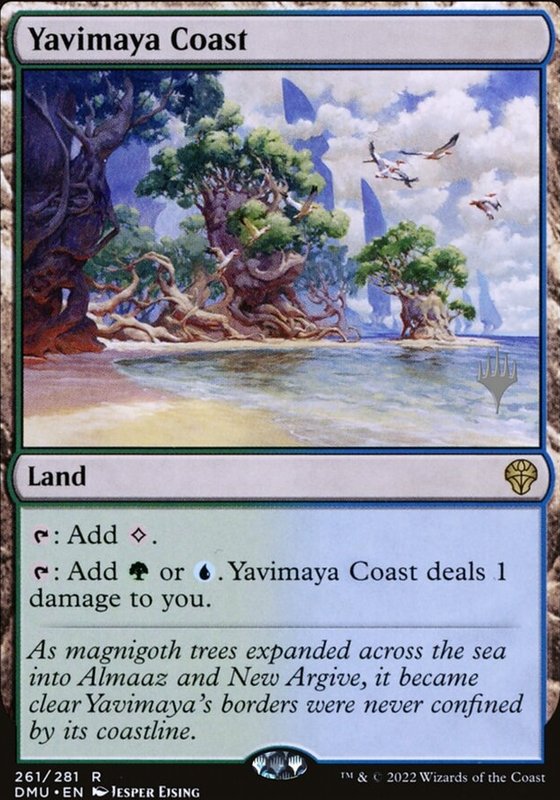 Yavimaya Coast
Land
: Add .
: Add or . Yavimaya Coast deals 1
damage to you.
As magnigoth trees expanded across the sea
into Almaaz and New Argive, it became
clear Yavimaya's borders were never confined
by its coastline.
261/281 R
DMU • EN Jesper Eising
™ & © 2022 Wizards of the Coast